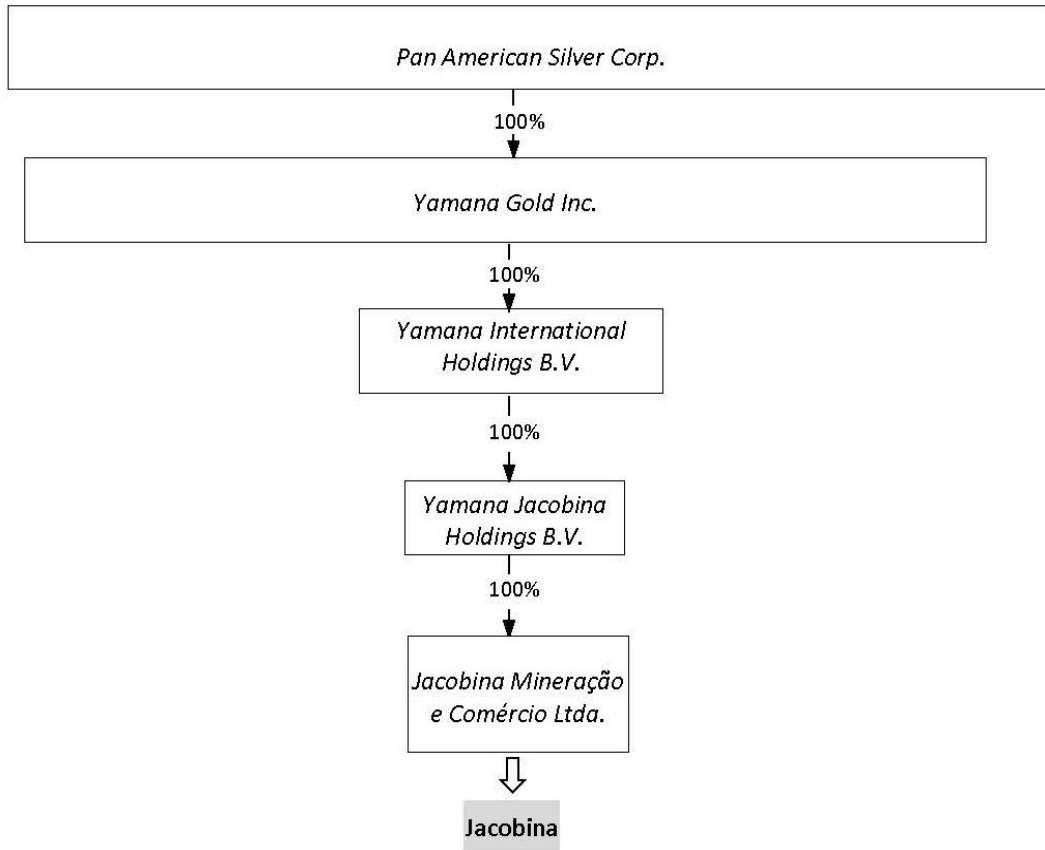 Pan American Silver Corp.
100%
Yamana Gold Inc.
100%
Yamana International
Holdings B.V.
100%
Yamana Jacobina
Holdings B.V.
100%
Jacobina Mineração
e Comércio Ltda.
Jacobina